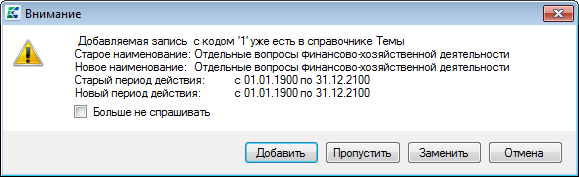 Внимание
Добавляемая запись с кодом '1' уже есть в справочнике Темы
Старое наименование: Отдельные вопросы финансово-хозяйственной деятельности
Новое наименование: Отдельные вопросы финансово-хозяйственной деятельности
Старый период действия: с 01.01.1900 по 31.12.2100
Новый период действия: с 01.01.1900 по 31.12.2100
Больше не спрашивать
Добавить Пропустить Заменить Отмена